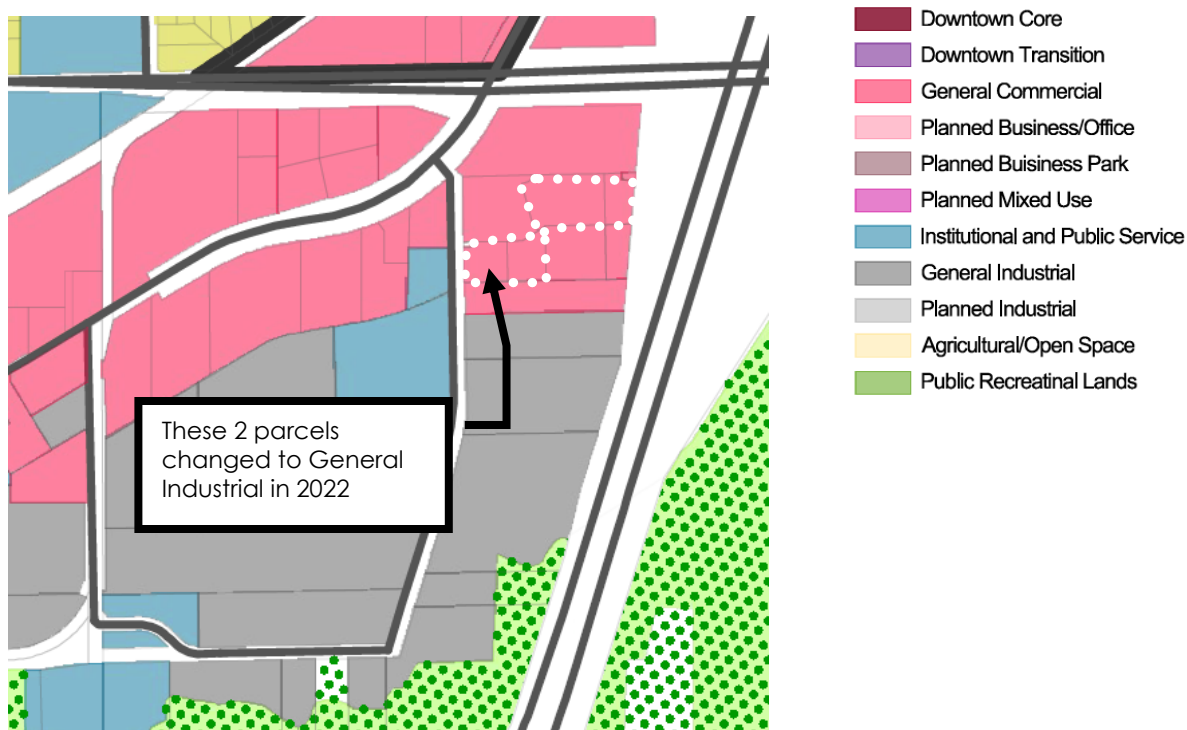 Downtown Core
Downtown Transition
General Commercial
Planned Business/Office
Planned Buisiness Park
Planned Mixed Use
Institutional and Public Service
General Industrial
Planned Industrial
Agricultural/Open Space
Public Recreatinal Lands
These 2 parcels
changed to General
Industrial in 2022